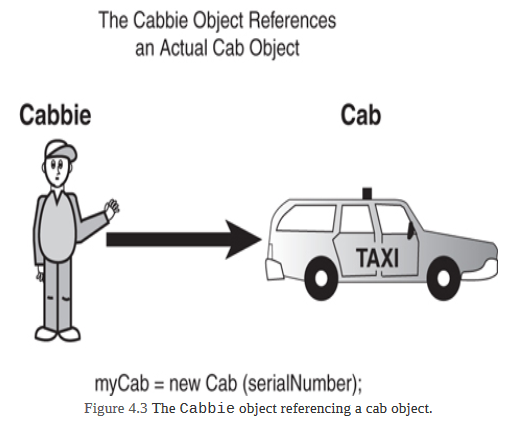 The Cabbie Object References
an Actual Cab Object
Cabbie
Cab
TAXI
myCab = new Cab (serialNumber);
Figure 4.3 The Cabbie object referencing a cab object.